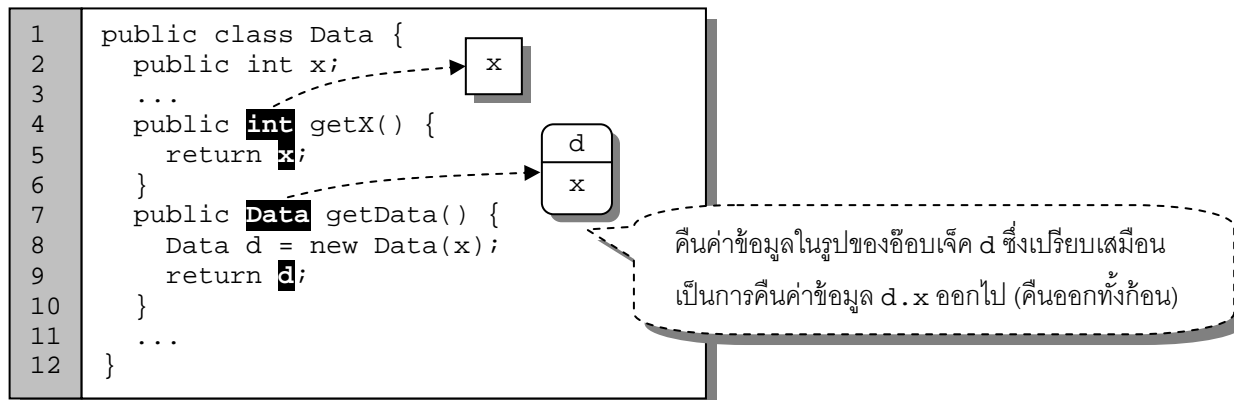 1 public class Data {
2 public int x;
x
3 ...
4 public int getX() {
5 return x;
d
6 }
x
7 public Data getData() {
8 Data d = new Data(x);
9 return d;
10 }
11 ...
12 }
คืนค่าข้อมูลในรูปของอ๊อบเจ็ค d ซึ่งเปรียบเสมือน
เป็นการคืนค่าข้อมูล d.x ออกไป (คืนออกทั้งก้อน)